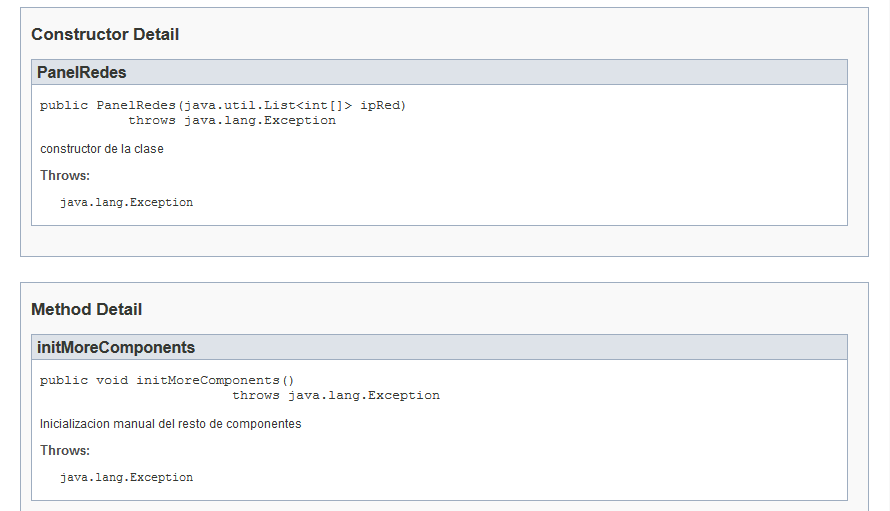 Constructor Detail
PanelRedes
public PanelRedes(java.util.List<int[]> ipRed)
throws java.lang.Exception
constructor de la clase
Throws:
java.lang.Exception
Method Detail
initMoreComponents
public void initMoreComponents()
throws java.lang.Exception
Inicializacion manual del resto de componentes
Throws:
java.lang.Exception